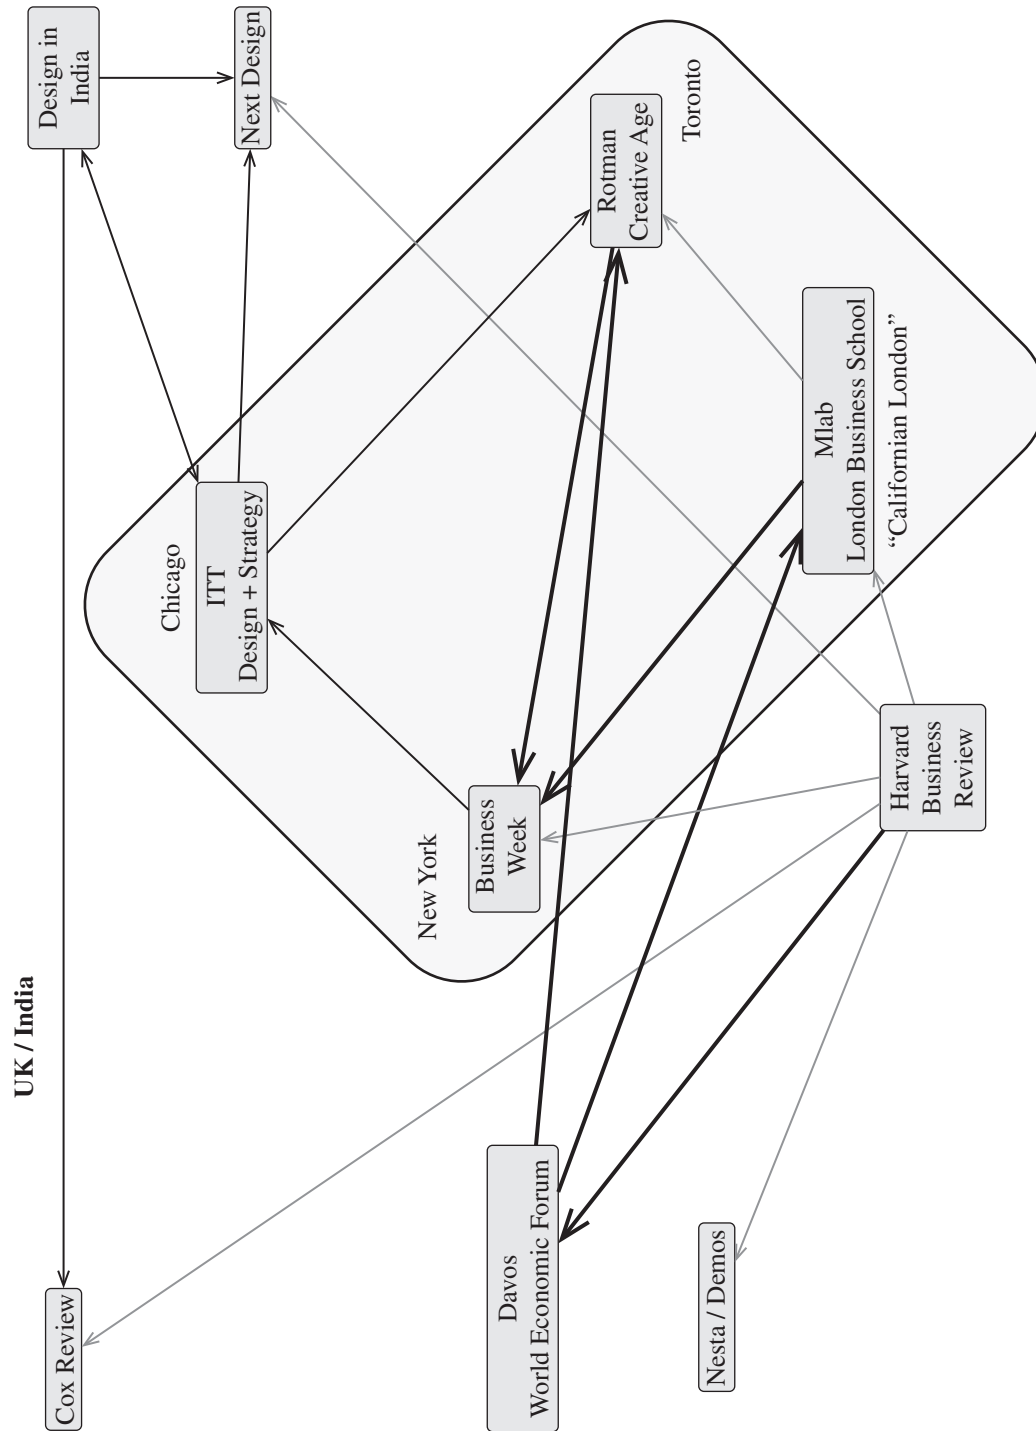 UK / India
Cox Review
Design in
India
Chicago
ITT
Design + Strategy
Next Design
New York
Business
Week
Davos
World Economic Forum
Rotman
Creative Age
Toronto
Nesta / Demos
Mlab
London Business School
“Californian London”
Harvard
Business
Review